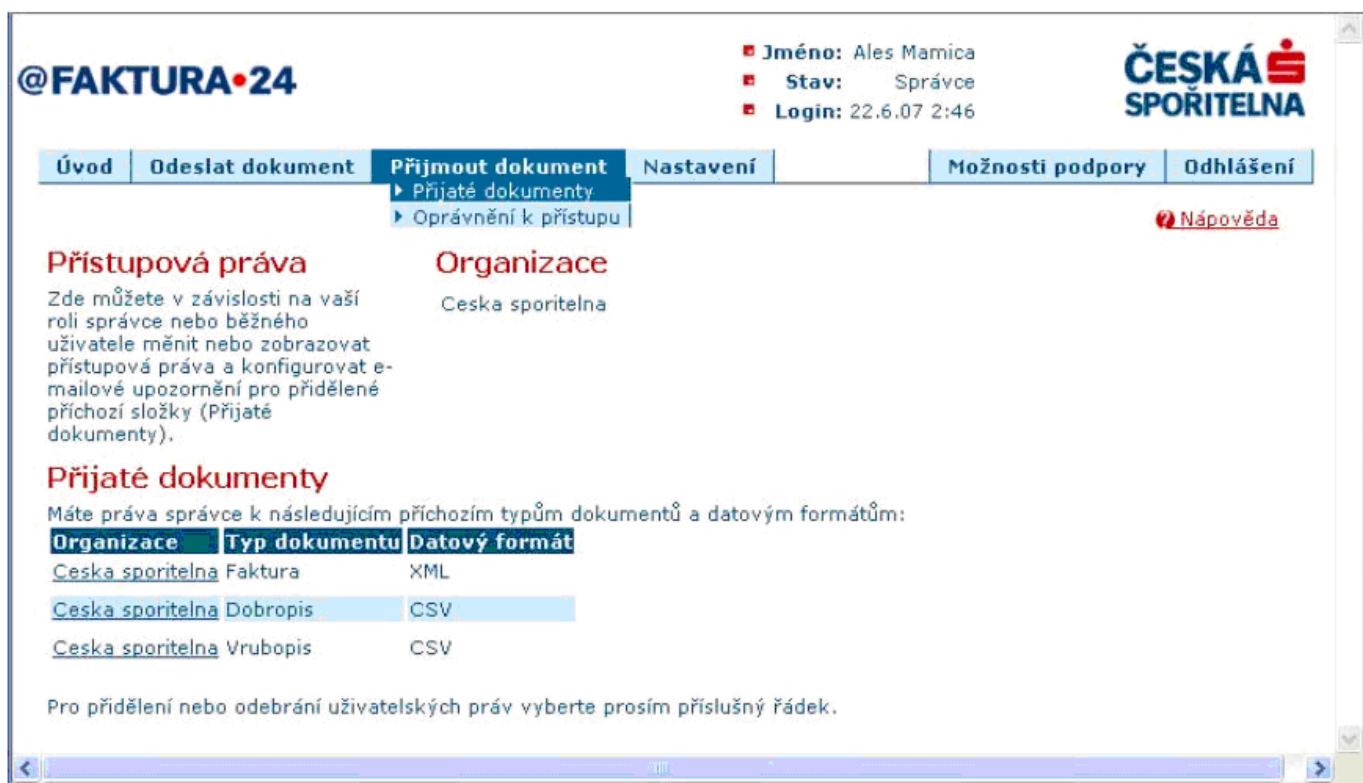 @FAKTURA•24
Jméno: Ales Mamica
Stav: Správce
Login: 22.6.07 2:46
ČESKÁ
SPOŘITELNA
Úvod Odeslat dokument Přijmout dokument Nastavení Možnosti podpory Odhlášení
Přijaté dokumenty
Oprávnění k přístupu
Nápověda
Přístupová práva
Zde můžete v závislosti na vaší
roli správce nebo běžného
uživatele měnit nebo zobrazovat
přístupová práva a konfigurovat e-
mailové upozornění pro přidělené
příchozí složky (Přijaté
dokumenty).
Organizace
Ceska sporitelna
Přijaté dokumenty
Máte práva správce k následujícím příchozím typům dokumentů a datovým formátům:
Organizace Typ dokumentu Datový formát
Ceska sporitelna Faktura XML
Ceska sporitelna Dobropis CSV
Ceska sporitelna Vrubopis CSV
Pro přidělení nebo odebrání uživatelských práv vyberte prosím příslušný řádek.